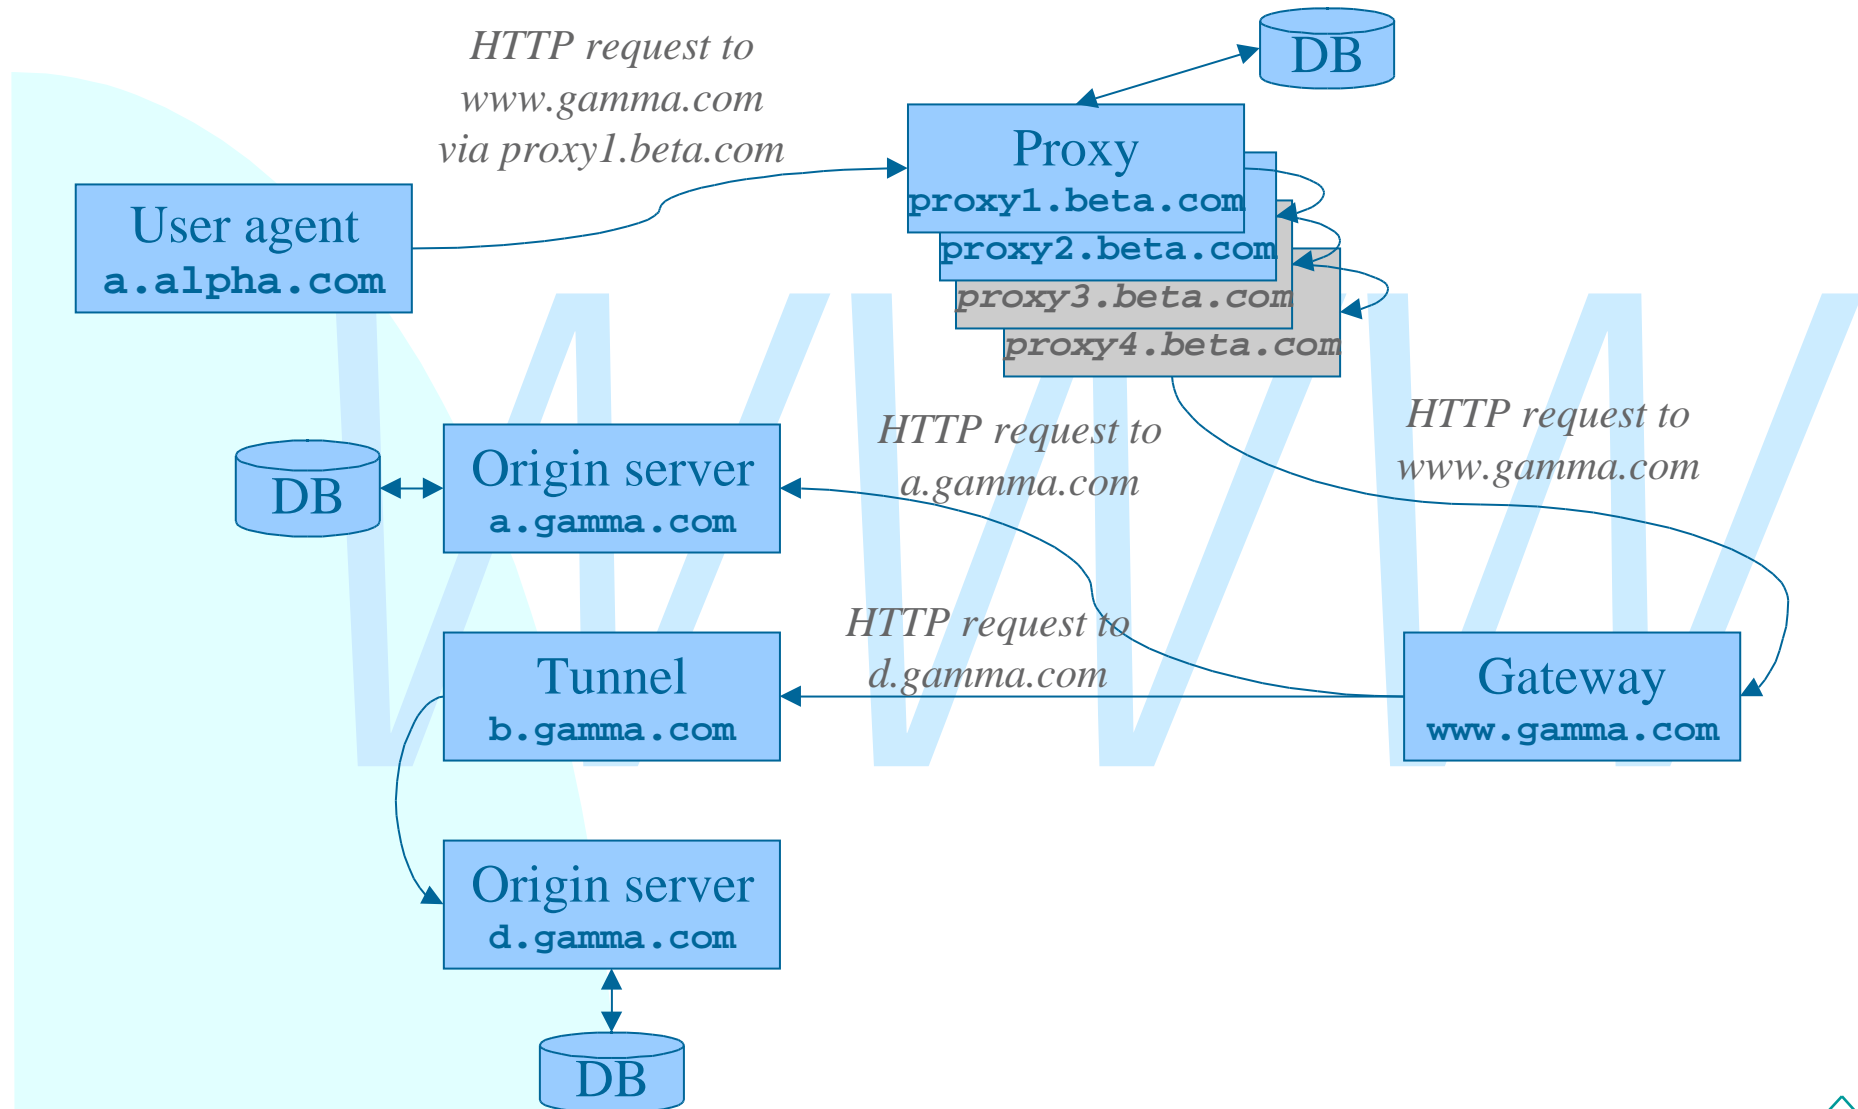 HTTP request to
www.gamma.com
via proxy1.beta.com
DB
Proxy
proxy1.beta.com
proxy2.beta.com
proxy3.beta.com
proxy4.beta.com
User agent
a.alpha.com
HTTP request to
a.gamma.com
HTTP request to
www.gamma.com
DB
Origin server
a.gamma.com
HTTP request to
d.gamma.com
Tunnel
b.gamma.com
Gateway
www.gamma.com
Origin server
d.gamma.com
DB
WWW